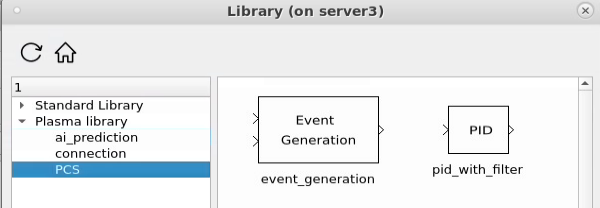 Library (on server3)
1
Standard Library
Plasma library
ai_prediction
connection
PCS
Event
Generation
event_generation
PID
pid_with_filter